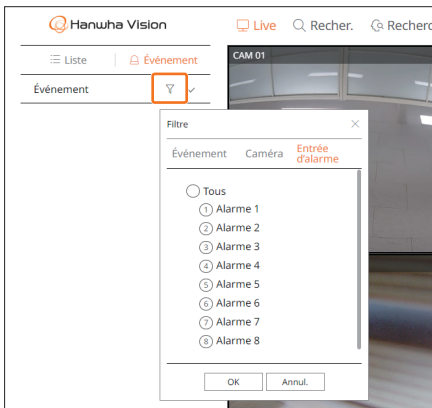 Hanwha Vision
Live Recher. Recherc
Liste Événement
CAM 01
Événement
Filtre
Événement Caméra Entrée d'alarme
Tous
1 Alarme 1
2 Alarme 2
3 Alarme 3
4 Alarme 4
5 Alarme 5
6 Alarme 6
7 Alarme 7
8 Alarme 8
OK Annul.